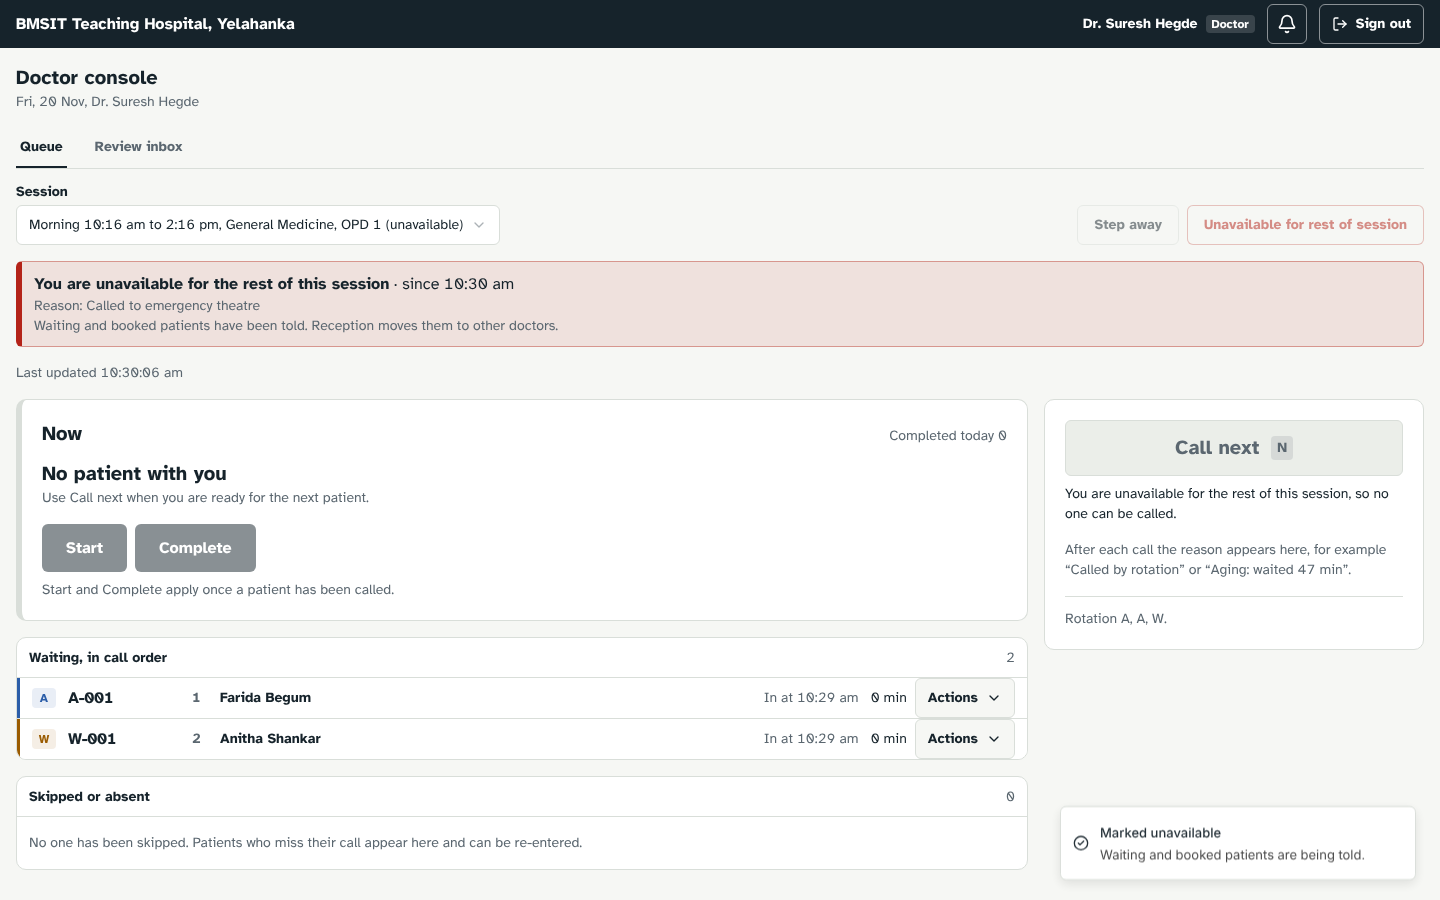 BMSIT Teaching Hospital, Yelahanka
Dr. Suresh Hegde Doctor
Sign out
Doctor console
Fri, 20 Nov, Dr. Suresh Hegde
Queue
Review inbox
Session
Morning 10:16 am to 2:16 pm, General Medicine, OPD 1 (unavailable)
Step away
Unavailable for rest of session
You are unavailable for the rest of this session · since 10:30 am
Reason: Called to emergency theatre
Waiting and booked patients have been told. Reception moves them to other doctors.
Last updated 10:30:06 am
Now
Completed today 0
No patient with you
Use Call next when you are ready for the next patient.
Start
Complete
Start and Complete apply once a patient has been called.
Call next N
You are unavailable for the rest of this session, so no
one can be called.
After each call the reason appears here, for example
“Called by rotation” or “Aging: waited 47 min”.
Rotation A, A, W.
Waiting, in call order 2
A A-001 1 Farida Begum In at 10:29 am 0 min Actions
W W-001 2 Anitha Shankar In at 10:29 am 0 min Actions
Skipped or absent 0
No one has been skipped. Patients who miss their call appear here and can be re-entered.
Marked unavailable
Waiting and booked patients are being told.